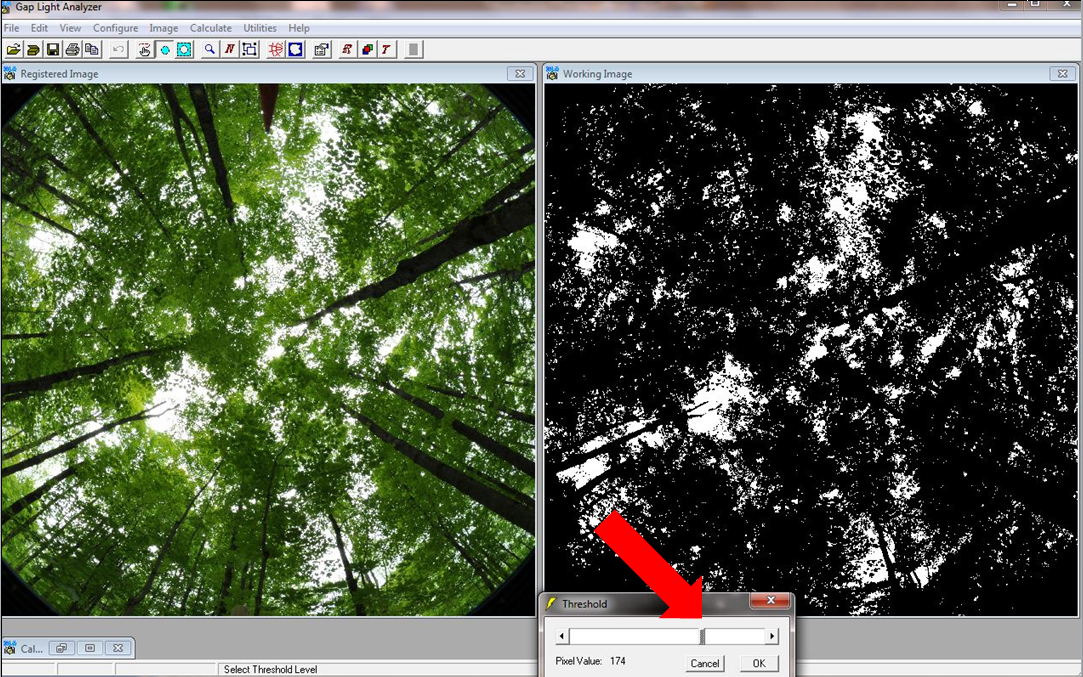 Gap Light Analyzer
File Edit View Configure Image Calculate Utilities Help
Registered Image
Working Image
Threshold
Pixel Value: 174
Cancel
OK
Cal...
Select Threshold Level